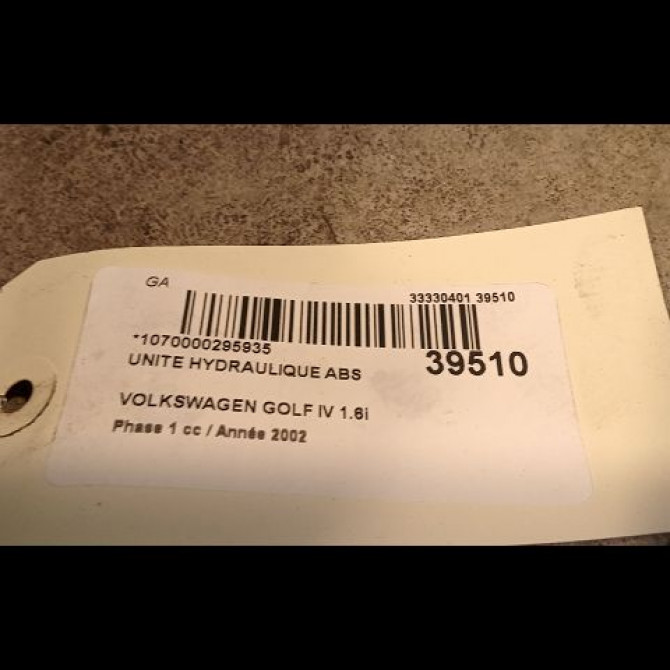 GA
33330401 39510
*1070000295935
39510
UNITE HYDRAULIQUE ABS
VOLKSWAGEN GOLF IV 1.6i
Phase 1 cc / Année 2002